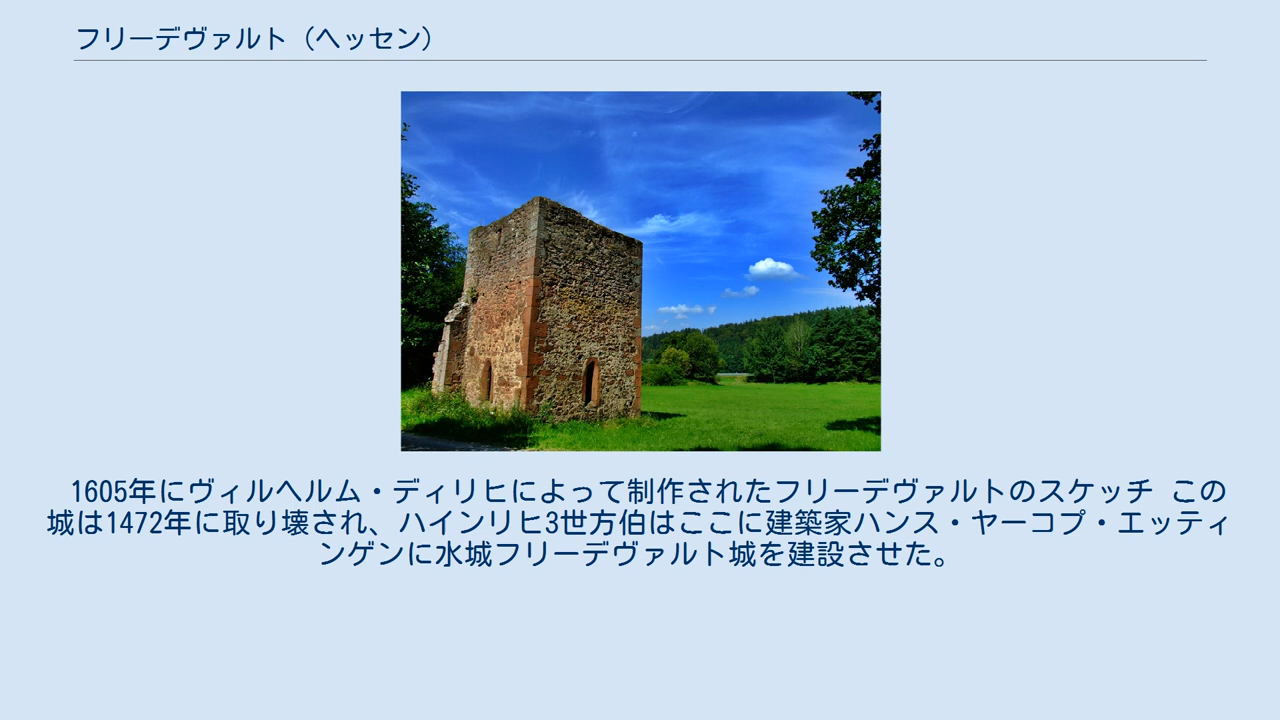 フリーデヴァルト（ヘッセン）
1605年にヴィルヘルム・ディリヒによって制作されたフリーデヴァルトのスケッチ この
城は1472年に取り壊され、ハインリヒ3世方伯はここに建築家ハンス・ヤーコプ・エッティ
ンゲンに水城フリーデヴァルト城を建設させた。